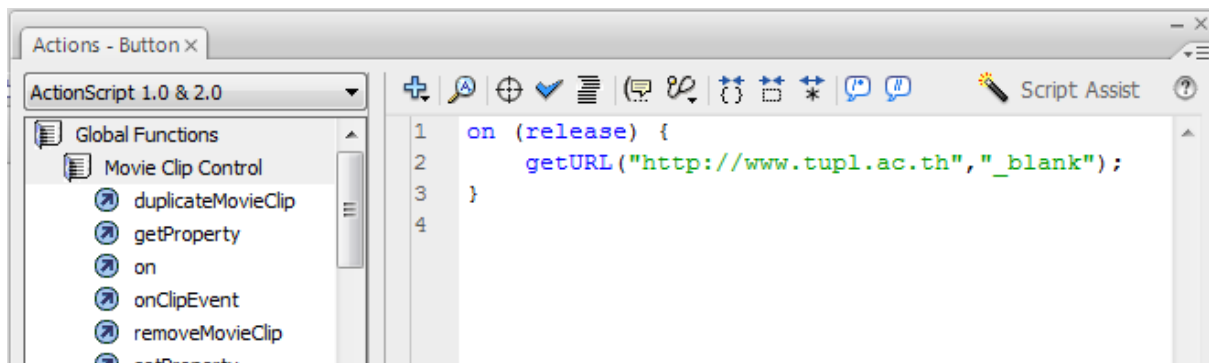 Actions - Button
ActionScript 1.0 & 2.0
Script Assist
Global Functions
Movie Clip Control
duplicateMovieClip
getProperty
on
onClipEvent
removeMovieClip
1 on (release) {
2 getURL("http://www.tupl.ac.th","_blank");
3 }
4